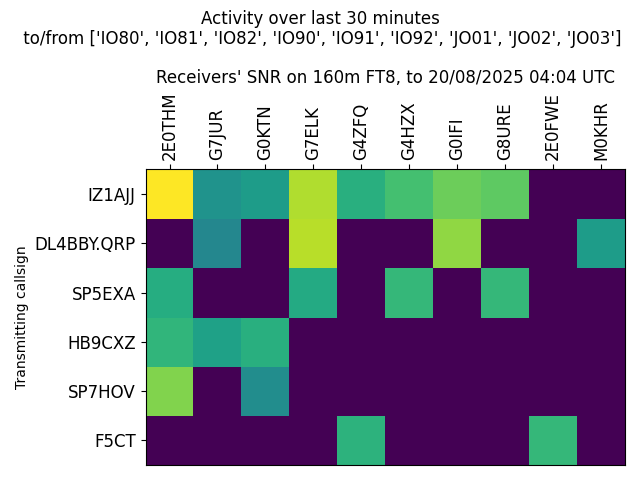 Activity over last 30 minutes
to/from ['IO80', 'IO81', 'IO82', 'IO90', 'IO91', 'IO92', 'JO01', 'JO02', 'JO03']
Receivers' SNR on 160m FT8, to 20/08/2025 04:04 UTC
2E0THM
G7JUR
G0KTN
G7ELK
G4ZFQ
G4HZX
G0IFI
G8URE
2E0FWE
M0KHR
Transmitting callsign
IZ1AJJ
DL4BBY.QRP
SP5EXA
HB9CXZ
SP7HOV
F5CT